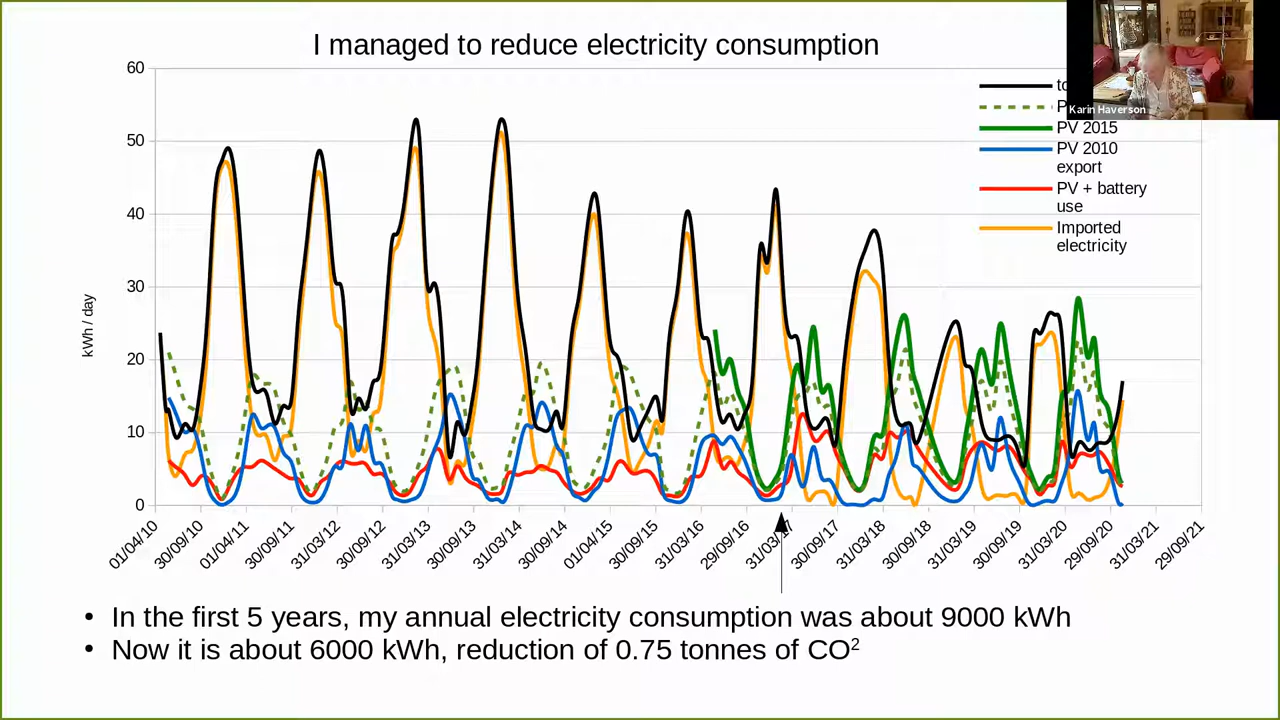 I managed to reduce electricity consumption
60
50
40
30
20
10
0
kWh / day
PV 2015
PV 2010
export
PV + battery
use
Imported
electricity
Karin Haverson
01/04/10
30/09/10
01/04/11
30/09/11
31/03/12
30/09/12
31/03/13
30/09/13
31/03/14
30/09/14
01/04/15
30/09/15
31/03/16
29/09/16
31/03/17
30/09/17
31/03/18
30/09/18
31/03/19
30/09/19
31/03/20
29/09/20
31/03/21
29/09/21
• In the first 5 years, my annual electricity consumption was about 9000 kWh
• Now it is about 6000 kWh, reduction of 0.75 tonnes of CO²